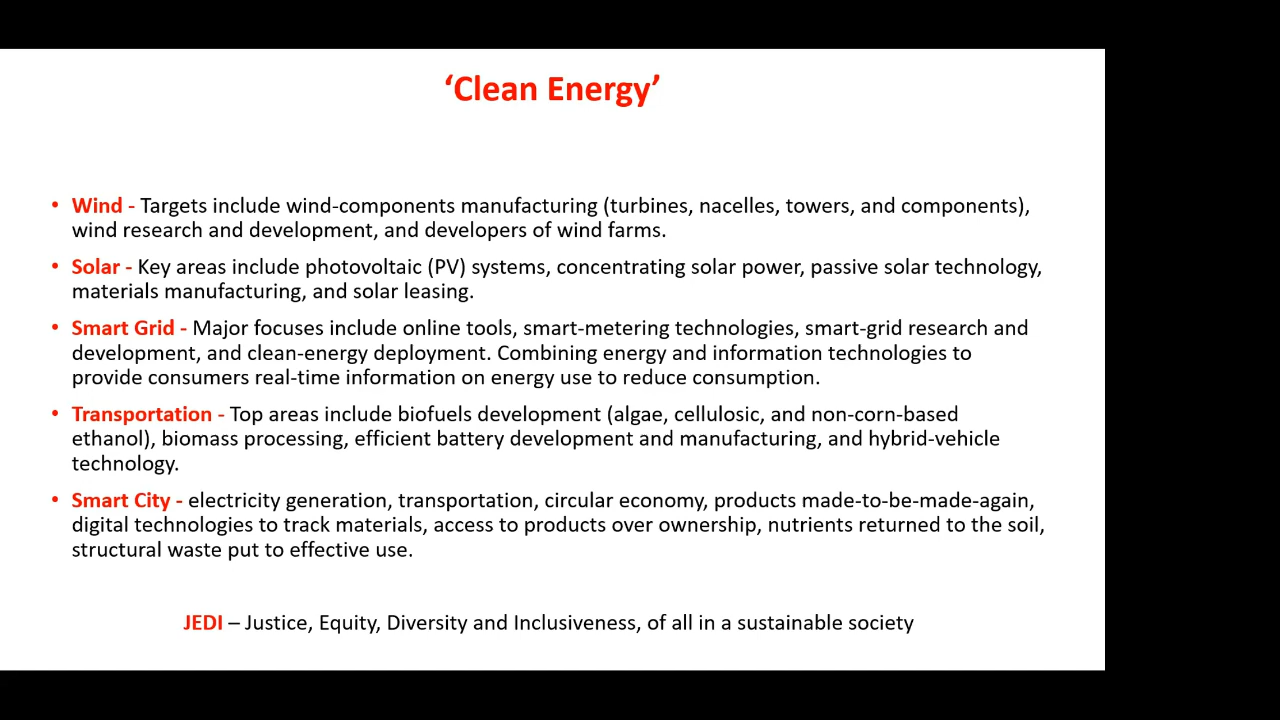 ‘Clean Energy’
• Wind - Targets include wind-components manufacturing (turbines, nacelles, towers, and components),
wind research and development, and developers of wind farms.
• Solar - Key areas include photovoltaic (PV) systems, concentrating solar power, passive solar technology,
materials manufacturing, and solar leasing.
• Smart Grid - Major focuses include online tools, smart-metering technologies, smart-grid research and
development, and clean-energy deployment. Combining energy and information technologies to
provide consumers real-time information on energy use to reduce consumption.
• Transportation - Top areas include biofuels development (algae, cellulosic, and non-corn-based
ethanol), biomass processing, efficient battery development and manufacturing, and hybrid-vehicle
technology.
• Smart City - electricity generation, transportation, circular economy, products made-to-be-made-again,
digital technologies to track materials, access to products over ownership, nutrients returned to the soil,
structural waste put to effective use.
JEDI – Justice, Equity, Diversity and Inclusiveness, of all in a sustainable society